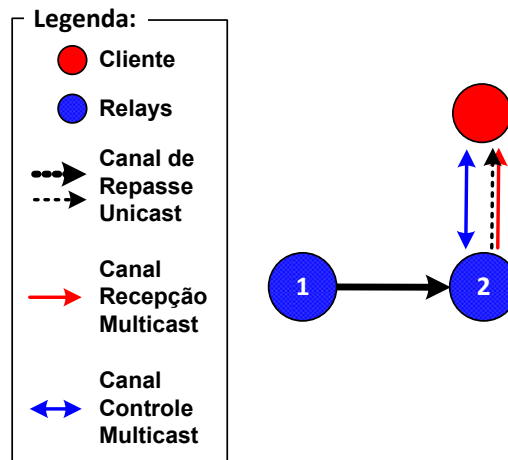 Legenda:
Cliente
Relays
Canal de
Repasse
Unicast
Canal
Recepção
Multicast
Canal
Controle
Multicast
1
2